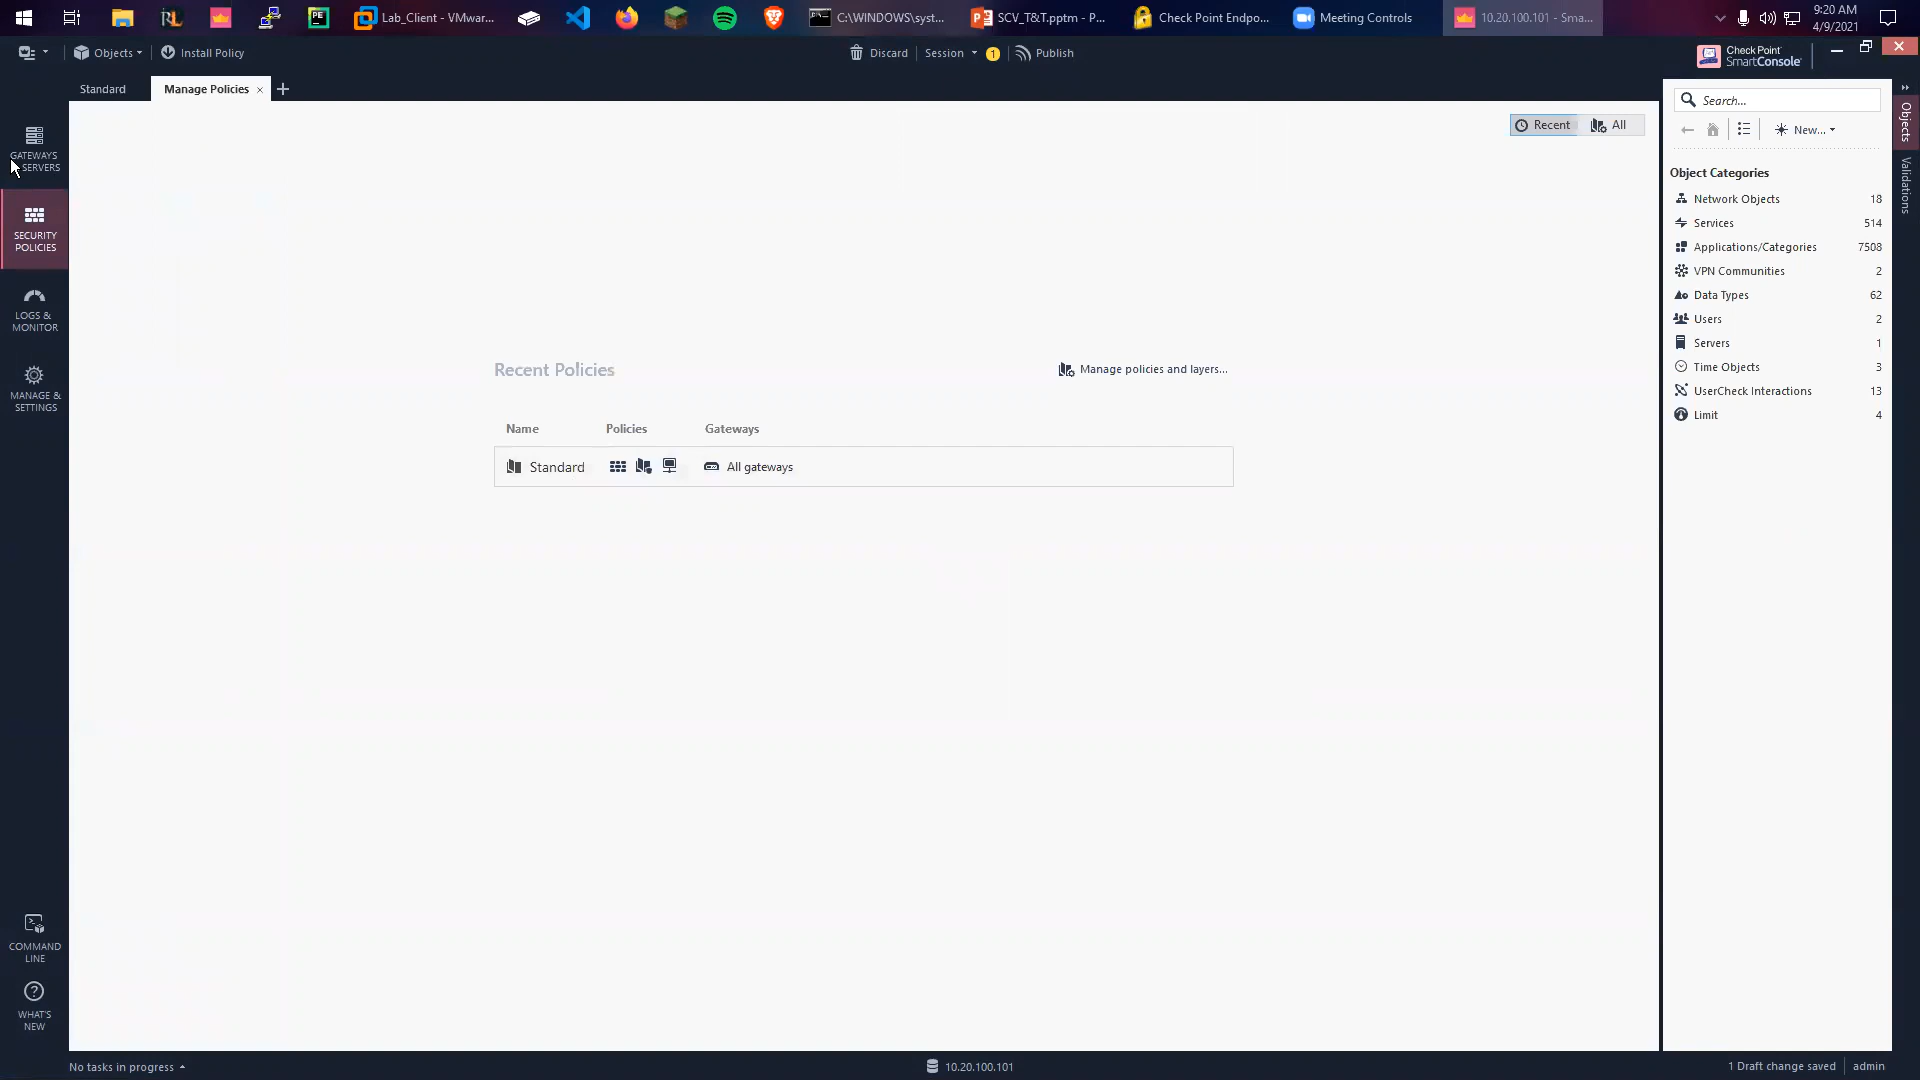 Lab_Client - VMwar...
C:\WINDOWS\syst...
SCV_T&T.pptm - P...
Check Point Endpo...
Meeting Controls
10.20.100.101 - Sma...
9:20 AM
4/9/2021
Objects
Install Policy
Discard
Session
1
Publish
Check Point
SmartConsole
Standard
Manage Policies
Recent
All
Search...
New...
Objects
Validations
GATEWAYS
SERVERS
SECURITY
POLICIES
LOGS &
MONITOR
MANAGE &
SETTINGS
COMMAND
LINE
WHAT'S
NEW
Recent Policies
Manage policies and layers...
Name Policies Gateways
Standard All gateways
Object Categories
Network Objects 18
Services 514
Applications/Categories 7508
VPN Communities 2
Data Types 62
Users 2
Servers 1
Time Objects 3
UserCheck Interactions 13
Limit 4
No tasks in progress
10.20.100.101
1 Draft change saved
admin